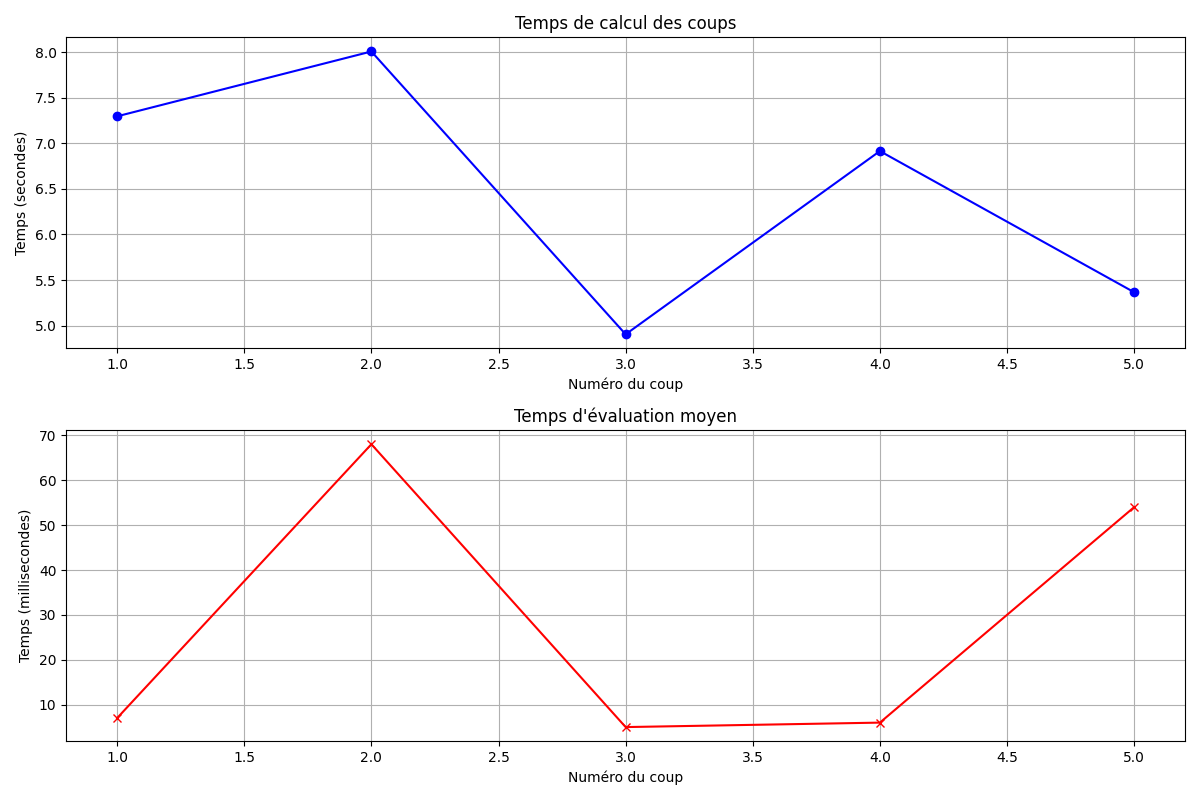 Temps de calcul des coups
8.0
7.5
7.0
6.5
6.0
5.5
5.0
Temps (secondes)
1.0 1.5 2.0 2.5 3.0 3.5 4.0 4.5 5.0
Numéro du coup
Temps d'évaluation moyen
70
60
50
40
30
20
10
Temps (millisecondes)
1.0 1.5 2.0 2.5 3.0 3.5 4.0 4.5 5.0
Numéro du coup